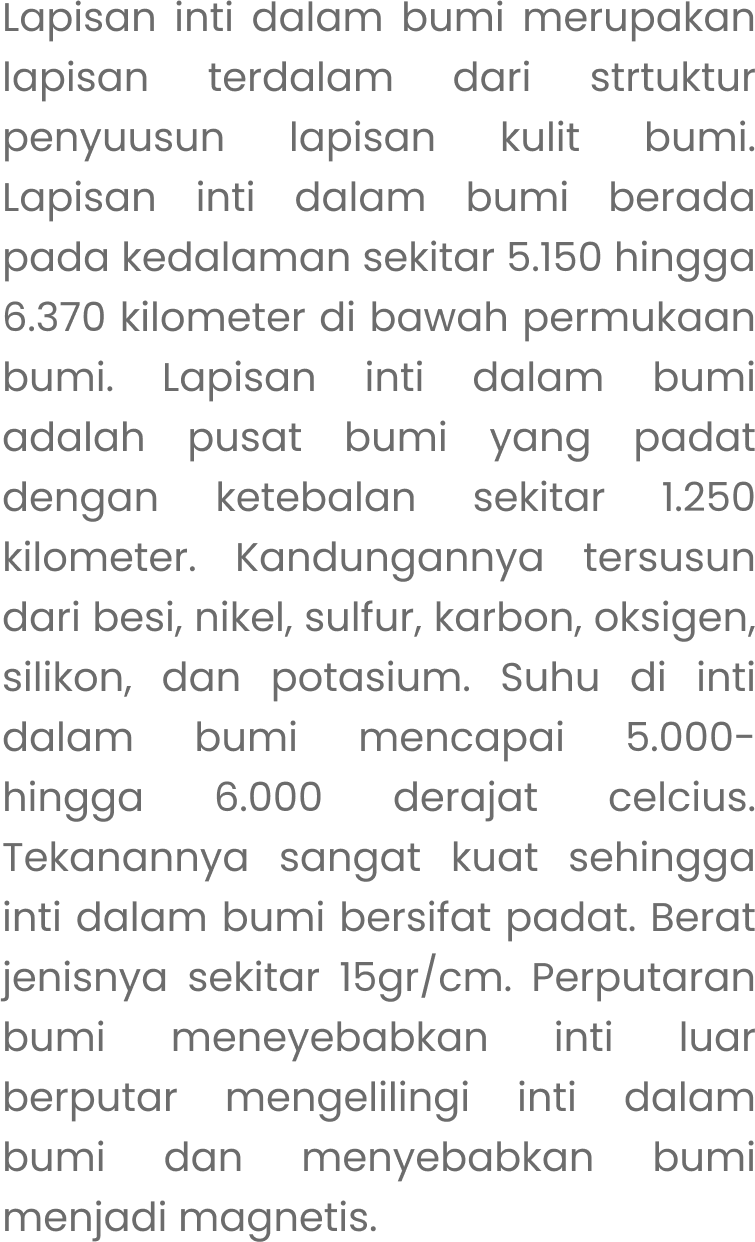 Lapisan inti dalam bumi merupakan
lapisan terdalam dari strtuktur
penyuusun lapisan kulit bumi.
Lapisan inti dalam bumi berada
pada kedalaman sekitar 5.150 hingga
6.370 kilometer di bawah permukaan
bumi. Lapisan inti dalam bumi
adalah pusat bumi yang padat
dengan ketebalan sekitar 1.250
kilometer. Kandungannya tersusun
dari besi, nikel, sulfur, karbon, oksigen,
silikon, dan potasium. Suhu di inti
dalam bumi mencapai 5.000-
hingga 6.000 derajat celcius.
Tekanannya sangat kuat sehingga
inti dalam bumi bersifat padat. Berat
jenisnya sekitar 15gr/cm. Perputaran
bumi meneyebabkan inti luar
berputar mengelilingi inti dalam
bumi dan menyebabkan bumi
menjadi magnetis.